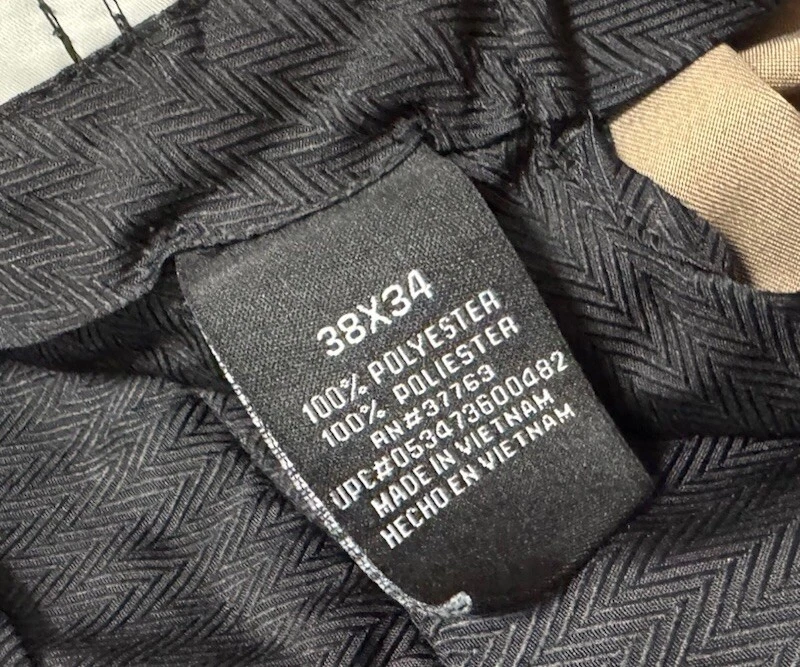 38X34
100% POLYESTER
100% POLIESTER
RN#37763
UPC#053473600482
MADE IN VIETNAM
HECHO EN VIETNAM